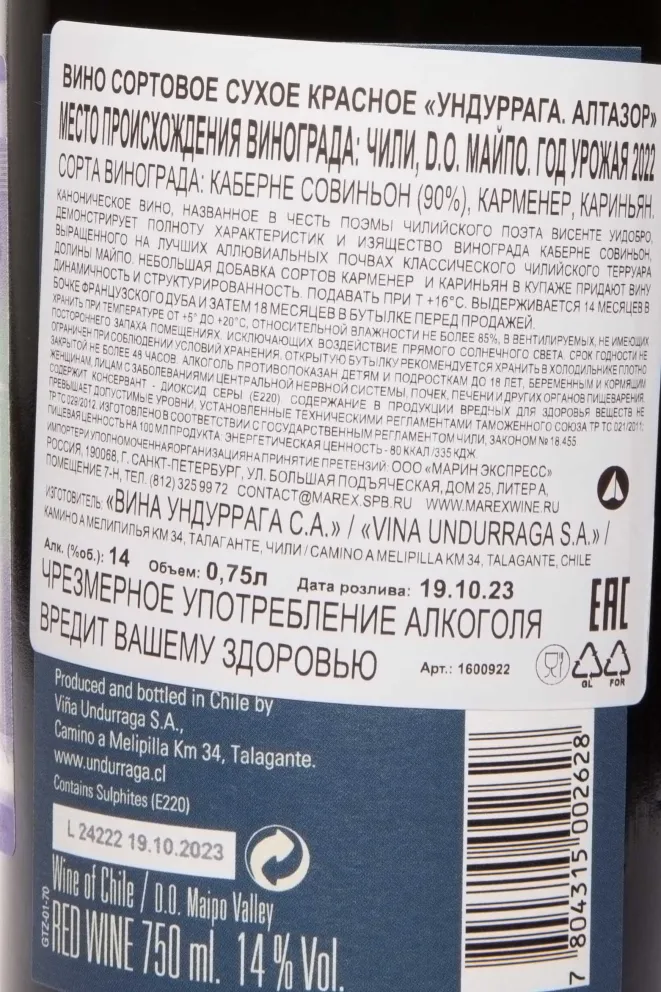 ВИНО СОРТОВОЕ СУХОЕ КРАСНОЕ «УНДУРРАГА. АЛТАЗОР»
МЕСТО ПРОИСХОЖДЕНИЯ ВИНОГРАДА: ЧИЛИ, D.O. МАЙПО. ГОД УРОЖАЯ 2022
СОРТА ВИНОГРАДА: КАБЕРНЕ СОВИНЬОН (90%), КАРМЕНЕР, КАРИНЬЯН.
КАНОНИЧЕСКОЕ ВИНО, НАЗВАННОЕ В ЧЕСТЬ ПОЭМЫ ЧИЛИЙСКОГО ПОЭТА ВИСЕНТЕ УИДОБРО,
ДЕМОНСТРИРУЕТ ПОЛНОТУ ХАРАКТЕРИСТИК И ИЗЯЩЕСТВО ВИНОГРАДА КАБЕРНЕ СОВИНЬОН,
ВЫРАЩЕННОГО НА ЛУЧШИХ АЛЛЮВИАЛЬНЫХ ПОЧВАХ КЛАССИЧЕСКОГО ЧИЛИЙСКОГО ТЕРРУАРА
ДОЛИНЫ МАЙПО. НЕБОЛЬШАЯ ДОБАВКА СОРТОВ КАРМЕНЕР И КАРИНЬЯН В КУПАЖЕ ПРИДАЮТ ВИНУ
ДИНАМИЧНОСТЬ И СТРУКТУРИРОВАННОСТЬ. ПОДАВАТЬ ПРИ Т +16°С. ВЫДЕРЖИВАЕТСЯ 14 МЕСЯЦЕВ В
БОЧКЕ ФРАНЦУЗСКОГО ДУБА И ЗАТЕМ 18 МЕСЯЦЕВ В БУТЫЛКЕ ПЕРЕД ПРОДАЖЕЙ.
ХРАНИТЬ ПРИ ТЕМПЕРАТУРЕ ОТ +5° ДО +20°С, ОТНОСИТЕЛЬНОЙ ВЛАЖНОСТИ НЕ БОЛЕЕ 85%, В ВЕНТИЛИРУЕМЫХ, НЕ ИМЕЮЩИХ
ПОСТОРОННЕГО ЗАПАХА ПОМЕЩЕНИЯХ, ИСКЛЮЧАЮЩИХ ВОЗДЕЙСТВИЕ ПРЯМОГО СОЛНЕЧНОГО СВЕТА. СРОК ГОДНОСТИ НЕ
ОГРАНИЧЕН ПРИ СОБЛЮДЕНИИ УСЛОВИЙ ХРАНЕНИЯ. ОТКРЫТУЮ БУТЫЛКУ РЕКОМЕНДУЕТСЯ ХРАНИТЬ В ХОЛОДИЛЬНИКЕ ПЛОТНО
ЗАКРЫТОЙ НЕ БОЛЕЕ 48 ЧАСОВ. АЛКОГОЛЬ ПРОТИВОПОКАЗАН ДЕТЯМ И ПОДРОСТКАМ ДО 18 ЛЕТ, БЕРЕМЕННЫМ И КОРМЯЩИМ
ЖЕНЩИНАМ, ЛИЦАМ С ЗАБОЛЕВАНИЯМИ ЦЕНТРАЛЬНОЙ НЕРВНОЙ СИСТЕМЫ, ПОЧЕК, ПЕЧЕНИ И ДРУГИХ ОРГАНОВ ПИЩЕВАРЕНИЯ.
СОДЕРЖИТ КОНСЕРВАНТ - ДИОКСИД СЕРЫ (Е220). СОДЕРЖАНИЕ В ПРОДУКЦИИ ВРЕДНЫХ ДЛЯ ЗДОРОВЬЯ ВЕЩЕСТВ НЕ
ПРЕВЫШАЕТ ДОПУСТИМЫЕ УРОВНИ, УСТАНОВЛЕННЫЕ ТЕХНИЧЕСКИМИ РЕГЛАМЕНТАМИ ТАМОЖЕННОГО СОЮЗА ТР ТС 021/2011;
ТР ТС 029/2012. ИЗГОТОВЛЕНО В СООТВЕТСТВИИ С ГОСУДАРСТВЕННЫМ РЕГЛАМЕНТОМ ЧИЛИ, ЗАКОНОМ № 18.455
ПИЩЕВАЯ ЦЕННОСТЬ НА 100 МЛ ПРОДУКТА: ЭНЕРГЕТИЧЕСКАЯ ЦЕННОСТЬ - 80 ККАЛ / 335 КДЖ.
ИМПОРТЕР И УПОЛНОМОЧЕННАЯ ОРГАНИЗАЦИЯ НА ПРИНЯТИЕ ПРЕТЕНЗИЙ: ООО «МАРИН ЭКСПРЕСС»
РОССИЯ, 190068, Г. САНКТ-ПЕТЕРБУРГ, УЛ. БОЛЬШАЯ ПОДЪЯЧЕСКАЯ, ДОМ 25, ЛИТЕР А,
ПОМЕЩЕНИЕ 7-Н, ТЕЛ. (812) 325 99 72 CONTACT@MAREX.SPB.RU WWW.MAREXWINE.RU
ИЗГОТОВИТЕЛЬ: «ВИНА УНДУРРАГА С.А.» / «VINA UNDURRAGA S.A.» /
КАМИНО А МЕЛИПИЛЬЯ КМ 34, ТАЛАГАНТЕ, ЧИЛИ / CAMINO A MELIPILLA KM 34, TALAGANTE, CHILE
Алк. (%об.): 14 Объем: 0,75л Дата розлива: 19.10.23
ЧРЕЗМЕРНОЕ УПОТРЕБЛЕНИЕ АЛКОГОЛЯ
ВРЕДИТ ВАШЕМУ ЗДОРОВЬЮ
EAC
Арт.: 1600922
GL FOR
Produced and bottled in Chile by
Viña Undurraga S.A.,
Camino a Melipilla Km 34, Talagante.
www.undurraga.cl
Contains Sulphites (E220)
L 24222 19.10.2023
Wine of Chile / D.O. Maipo Valley
RED WINE 750 ml. 14 % Vol.
GTZ-01-70
7 804315 002628